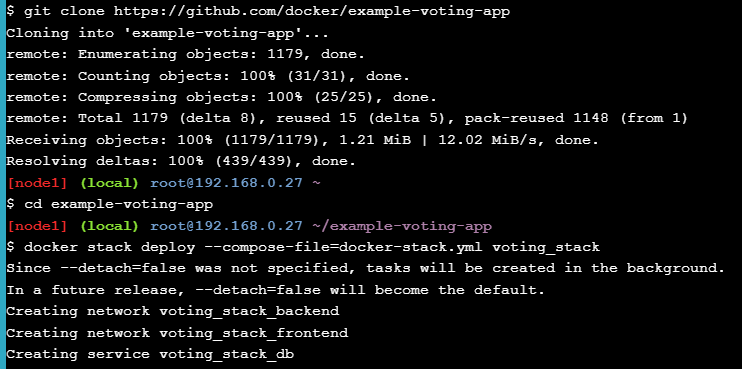 $ git clone https://github.com/docker/example-voting-app
Cloning into 'example-voting-app'...
remote: Enumerating objects: 1179, done.
remote: Counting objects: 100% (31/31), done.
remote: Compressing objects: 100% (25/25), done.
remote: Total 1179 (delta 8), reused 15 (delta 5), pack-reused 1148 (from 1)
Receiving objects: 100% (1179/1179), 1.21 MiB | 12.02 MiB/s, done.
Resolving deltas: 100% (439/439), done.
[node1] (local) root@192.168.0.27 ~
$ cd example-voting-app
[node1] (local) root@192.168.0.27 ~/example-voting-app
$ docker stack deploy --compose-file=docker-stack.yml voting_stack
Since --detach=false was not specified, tasks will be created in the background.
In a future release, --detach=false will become the default.
Creating network voting_stack_backend
Creating network voting_stack_frontend
Creating service voting_stack_db